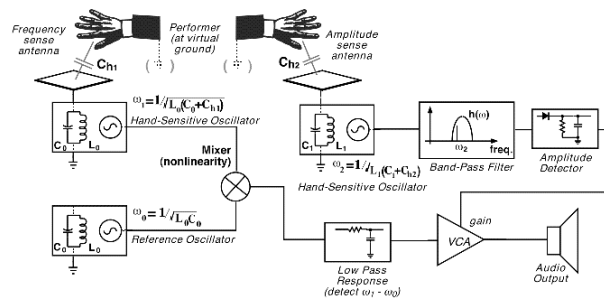 Frequency
sense
antenna
Performer
(at virtual
ground)
Amplitude
sense
antenna
Ch1
Ch2
( )
( )
ω₁=1/√L₀(C₀+Ch1)
Hand-Sensitive Oscillator
C₀ L₀
Mixer
(nonlinearity)
C₁ L₁
ω₂=1/√L₁(C₁+Ch2)
Hand-Sensitive Oscillator
h(ω)
ω₂
freq.
Band-Pass Filter
Amplitude
Detector
ω₀=1/√L₀C₀
Reference Oscillator
C₀ L₀
Low Pass
Response
(detect ω₁ - ω₀)
gain
VCA
Audio
Output